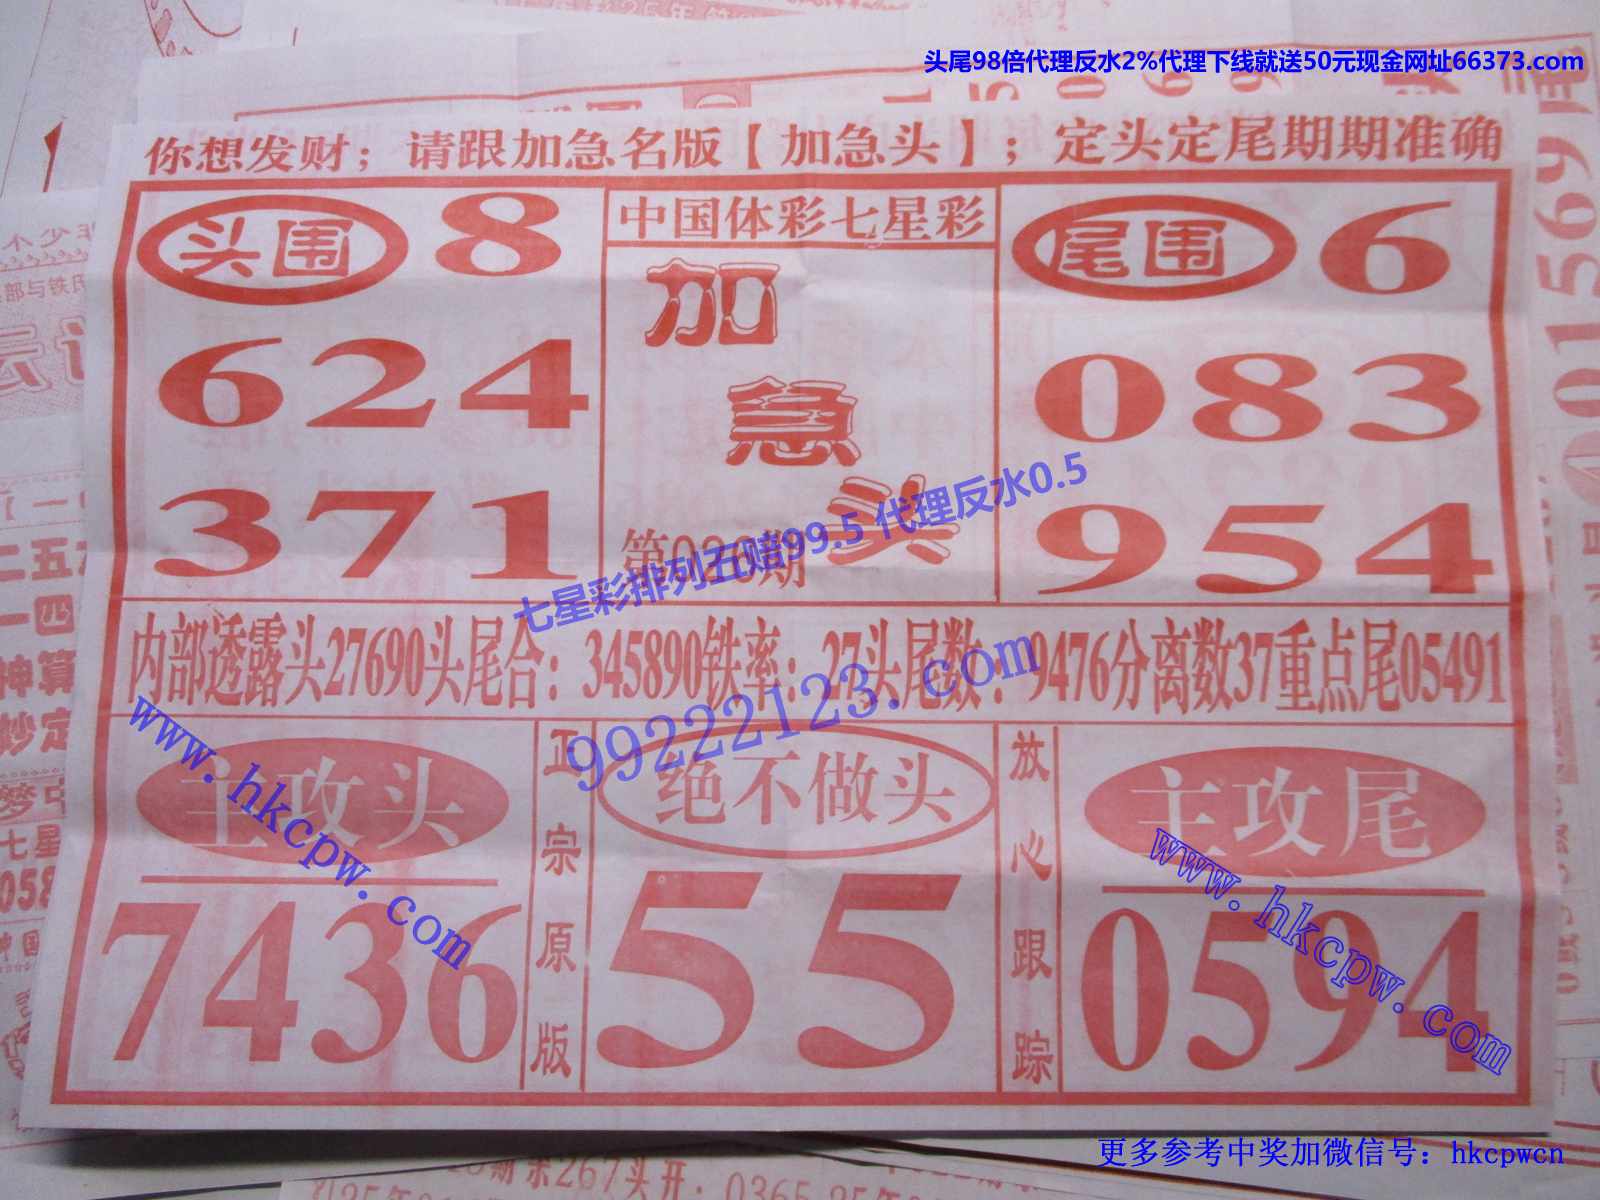 头尾98倍代理反水2%代理下线就送50元现金网址66373.com
你想发财；请跟加急名版【加急头】；定头定尾期期准确
头围 8
624
371
中国体彩七星彩
加
急
头
第026期
尾围 6
083
954
七星彩排列五赔99.5 代理反水0.5
内部透露头27690头尾合：345890铁率：27头尾数：9476分离数37重点尾05491
99222123.com
www.hkcpw.com
主攻头
7436
正宗原版
绝不做头
55
放心跟踪
主攻尾
0594
www.hkcpw.com
更多参考中奖加微信号：hkcpwcn